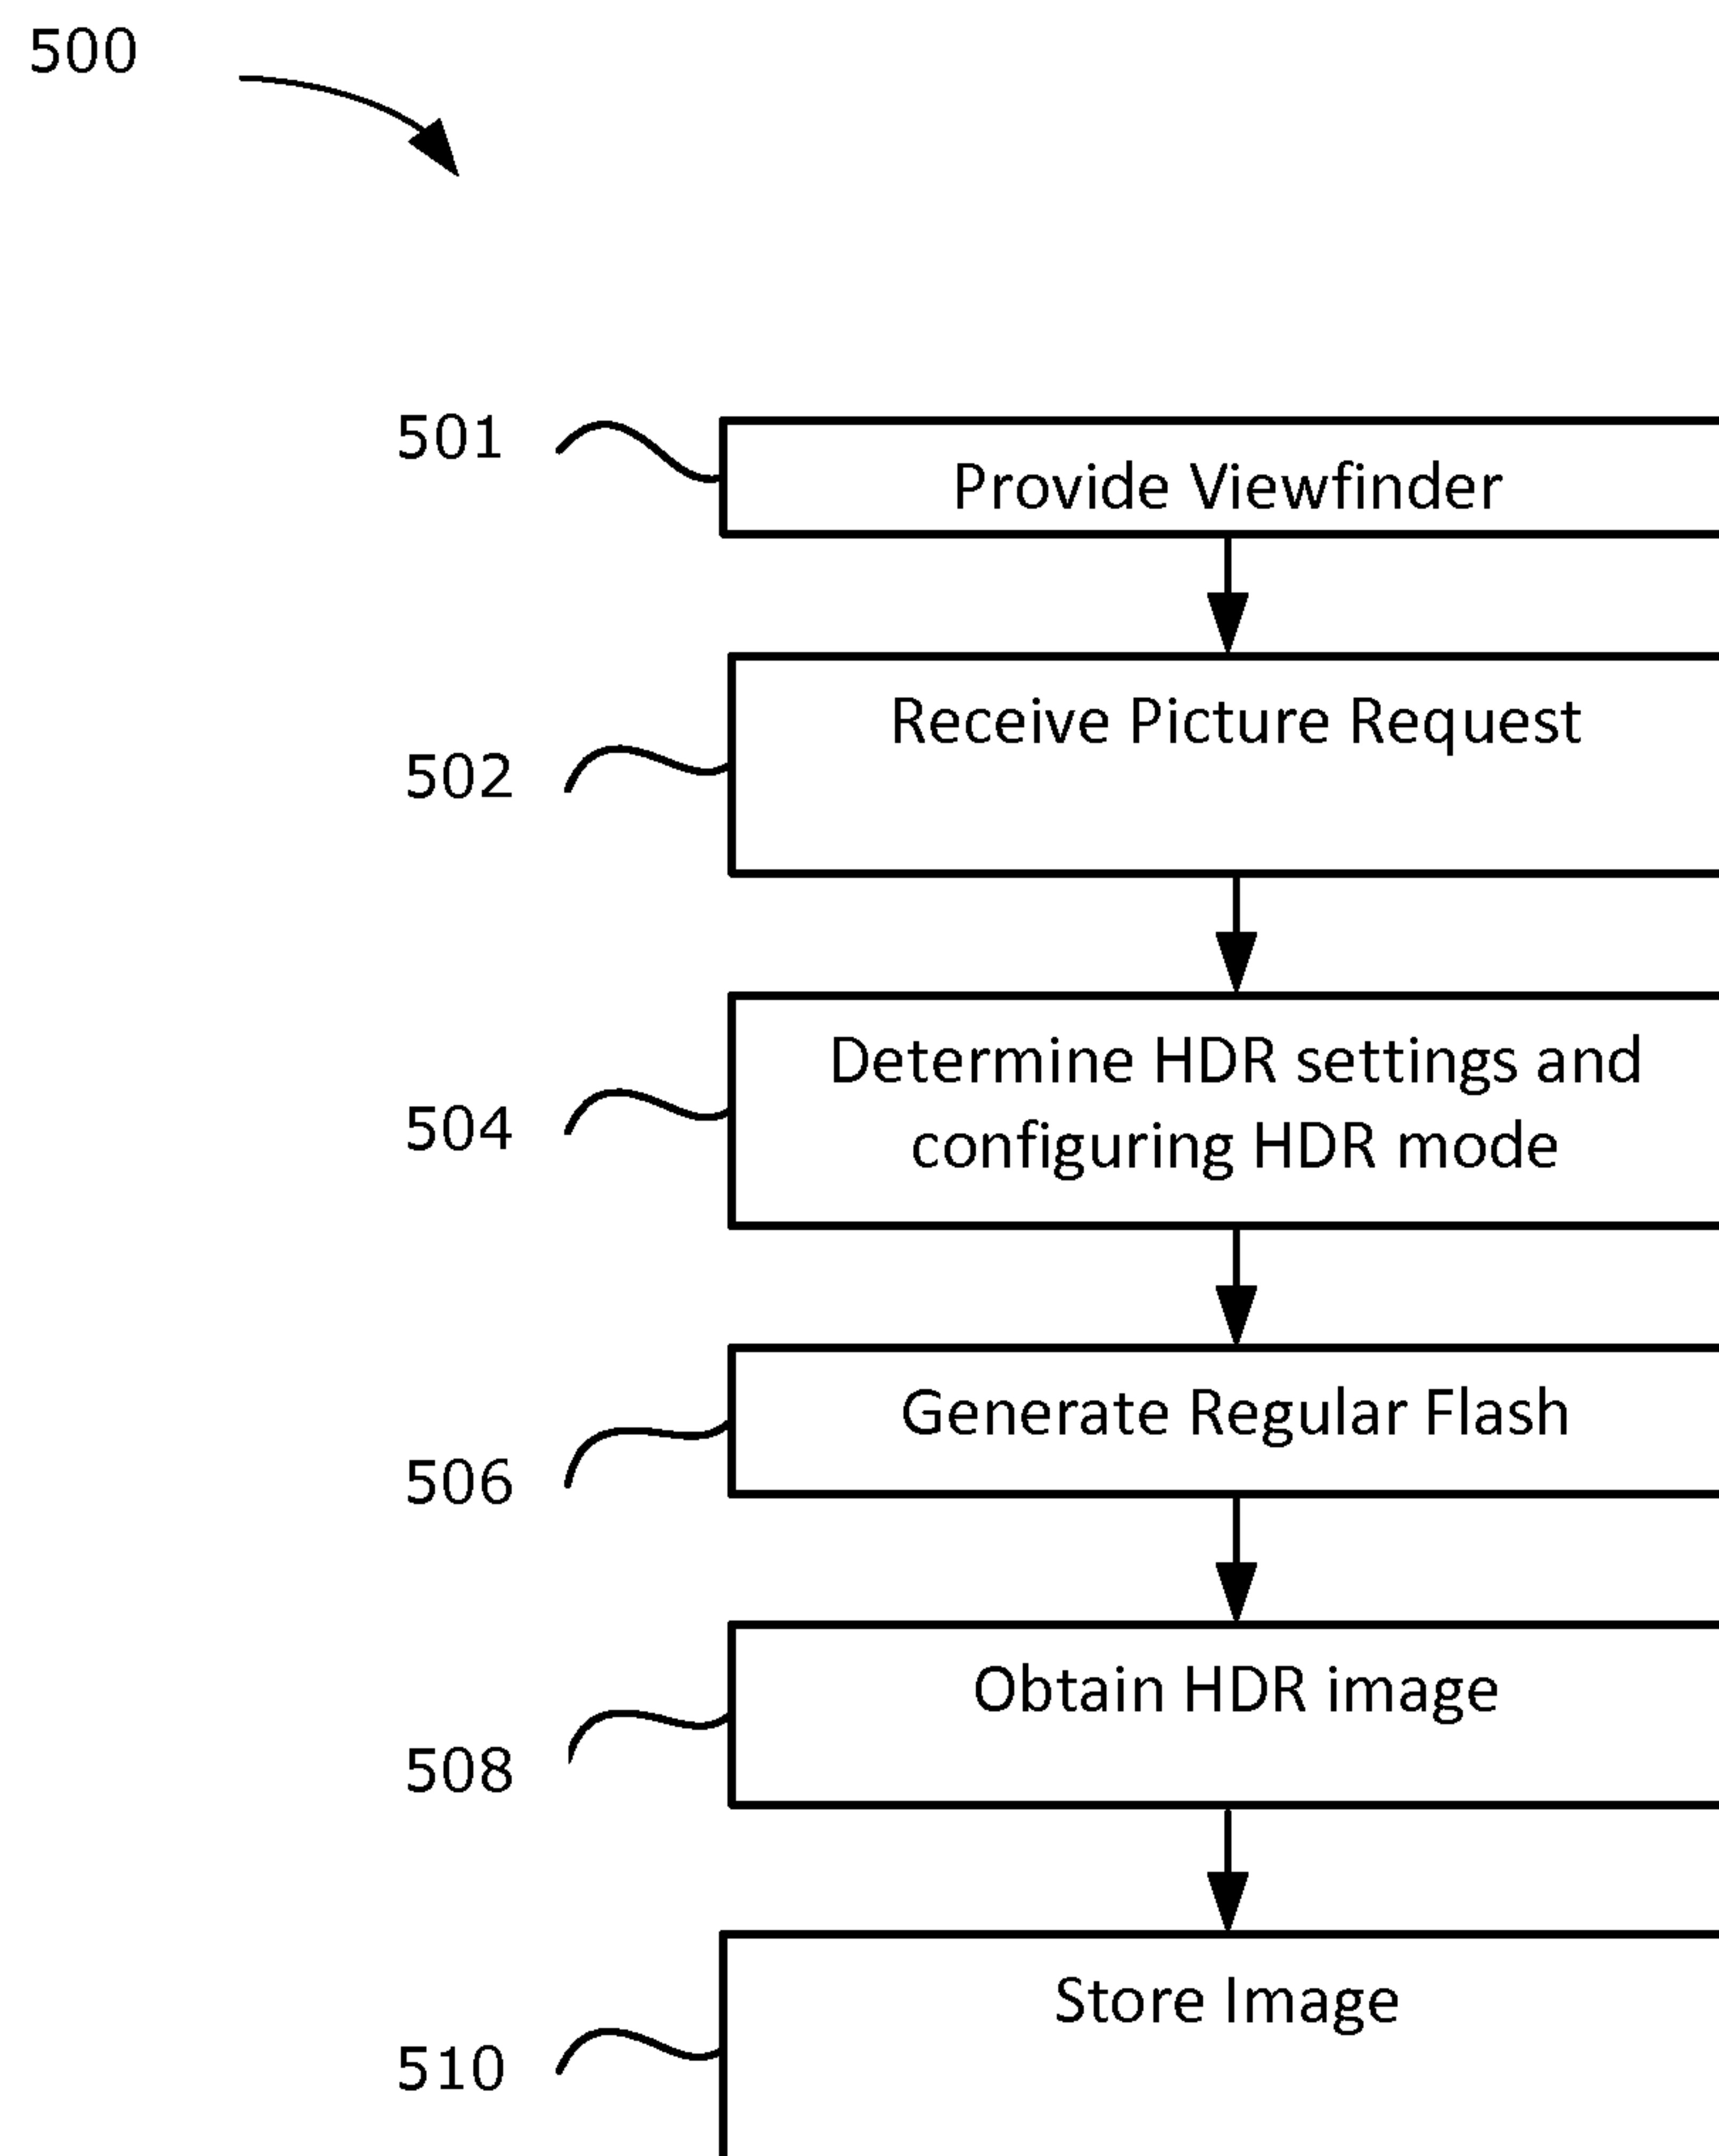 500
501
Provide Viewfinder
502
Receive Picture Request
504
Determine HDR settings and
configuring HDR mode
506
Generate Regular Flash
508
Obtain HDR image
510
Store Image